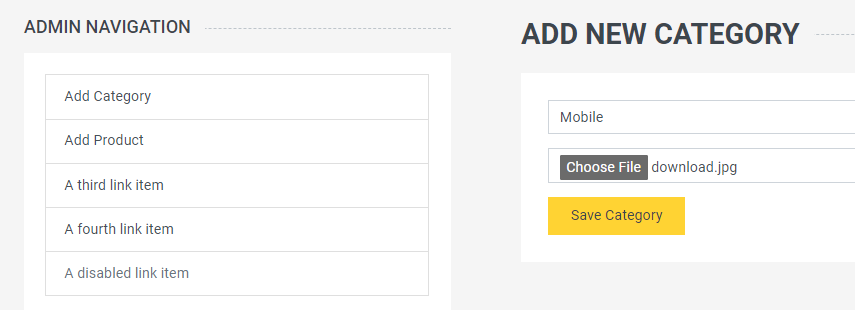 ADMIN NAVIGATION
Add Category
Add Product
A third link item
A fourth link item
A disabled link item
ADD NEW CATEGORY
Mobile
Choose File download.jpg
Save Category